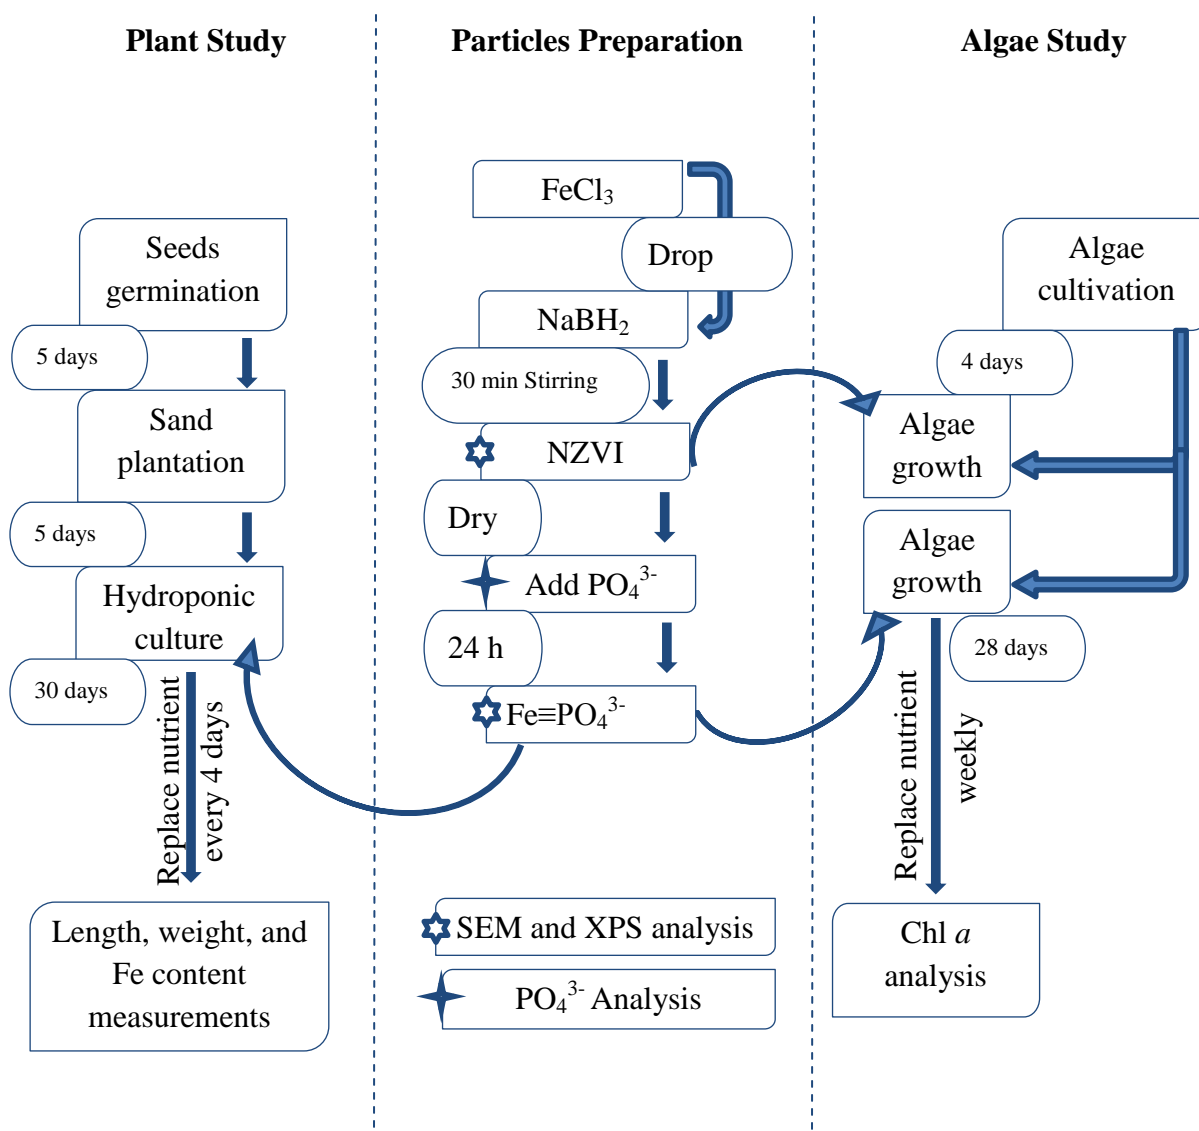 Plant Study
Seeds
germination
5 days
Sand
plantation
5 days
Hydroponic
culture
30 days
Replace nutrient
every 4 days
Length, weight, and
Fe content
measurements
Particles Preparation
FeCl₃
Drop
NaBH₂
30 min Stirring
NZVI
Dry
Add PO₄³⁻
24 h
Fe≡PO₄³⁻
SEM and XPS analysis
PO₄³⁻ Analysis
Algae Study
Algae
cultivation
4 days
Algae
growth
Algae
growth
28 days
Replace nutrient
weekly
Chl a
analysis